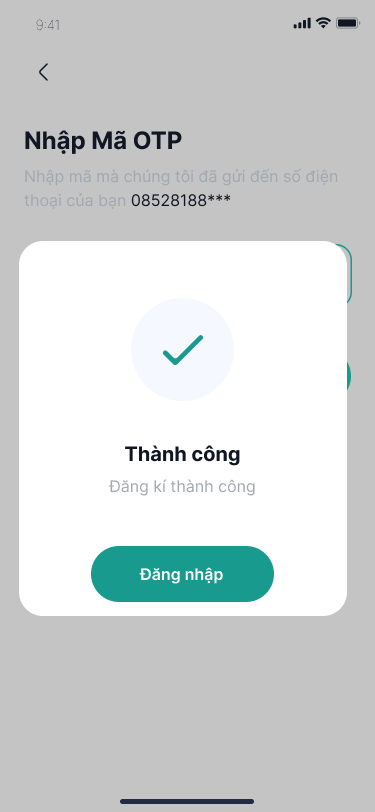 9:41
Nhập Mã OTP
Nhập mã mà chúng tôi đã gửi đến số điện
thoại của bạn 08528188***
Thành công
Đăng kí thành công
Đăng nhập